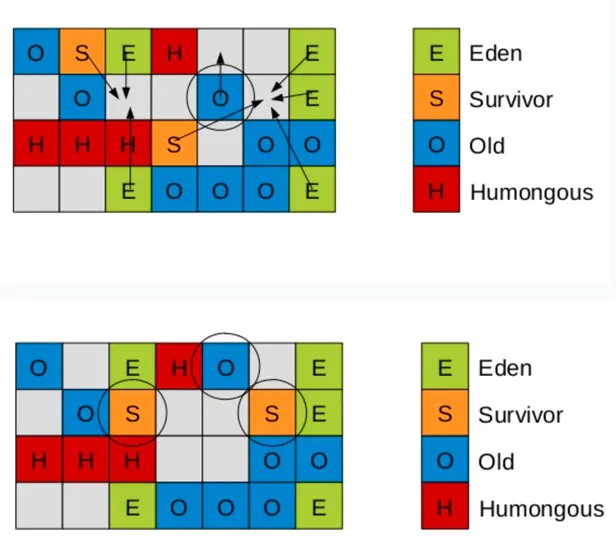 O S E H E E Eden
O O E S Survivor
H H H S O O O Old
E O O O E H Humongous
O E H O E E Eden
O S S E S Survivor
H H H O O O Old
E O O O E H Humongous